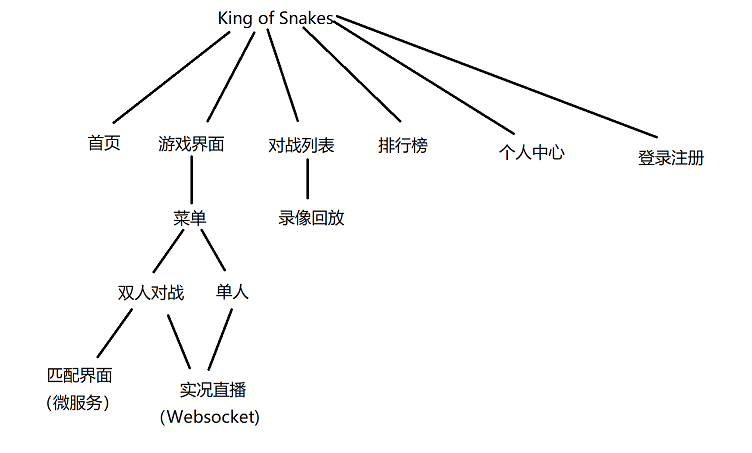 King of Snakes
首页
游戏界面
对战列表
排行榜
个人中心
登录注册
菜单
录像回放
双人对战
单人
匹配界面
（微服务）
实况直播
(Websocket)